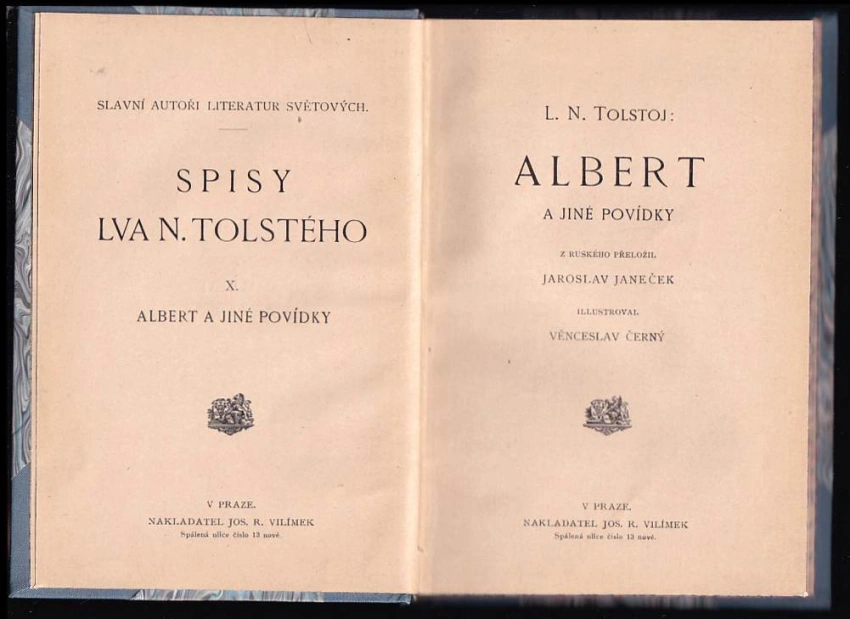 SLAVNÍ AUTOŘI LITERATUR SVĚTOVÝCH.
SPISY
LVA N. TOLSTÉHO
X.
ALBERT A JINÉ POVÍDKY
V PRAZE.
NAKLADATEL JOS. R. VILÍMEK
Spálená ulice číslo 13 nové.
L. N. TOLSTOJ:
ALBERT
A JINÉ POVÍDKY
Z RUSKÉHO PŘELOŽIL
JAROSLAV JANEČEK
ILLUSTROVAL
VĚNCESLAV ČERNÝ
V PRAZE.
NAKLADATEL JOS. R. VILÍMEK
Spálená ulice číslo 13 nové.